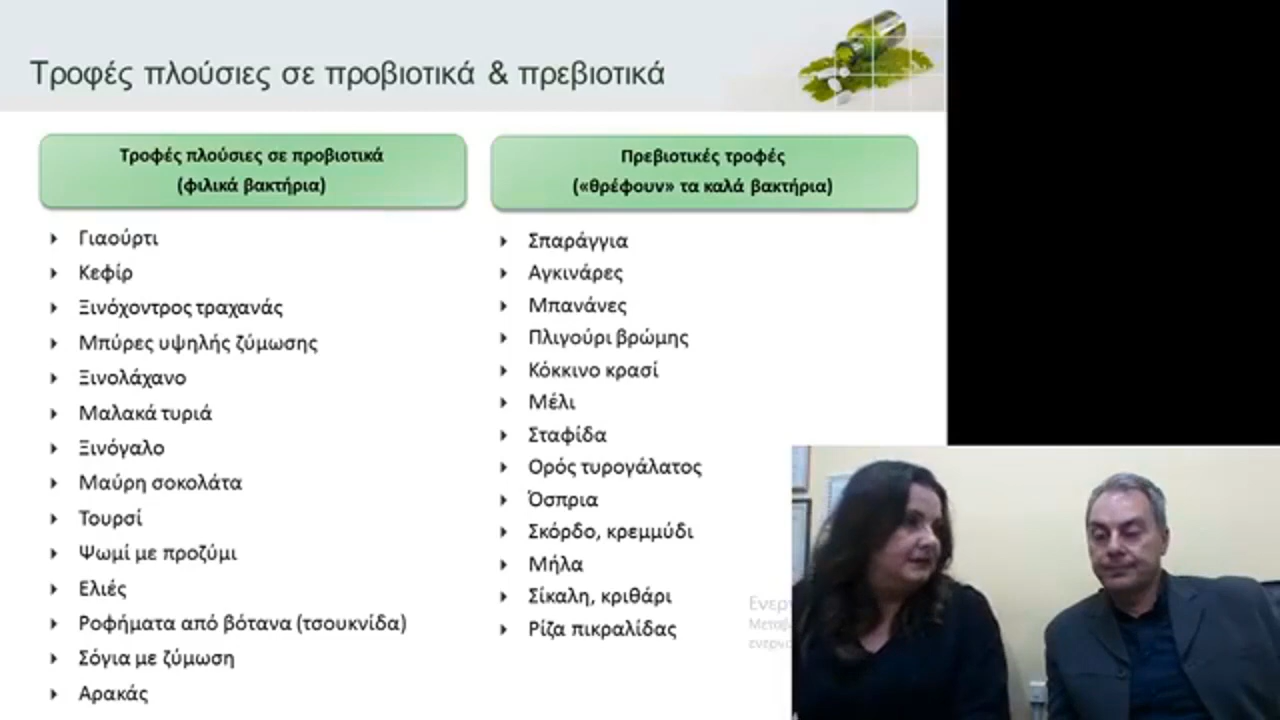 Τροφές πλούσιες σε προβιοτικά & πρεβιοτικά
Τροφές πλούσιες σε προβιοτικά
(φιλικά βακτήρια)
Γιαούρτι
Κεφίρ
Ξινόχοντρος τραχανάς
Μπύρες υψηλής ζύμωσης
Ξινολάχανο
Μαλακά τυριά
Ξινόγαλο
Μαύρη σοκολάτα
Τουρσί
Ψωμί με προζύμι
Ελιές
Ροφήματα από βότανα (τσουκνίδα)
Σόγια με ζύμωση
Αρακάς
Πρεβιοτικές τροφές
(«θρέφουν» τα καλά βακτήρια)
Σπαράγγια
Αγκινάρες
Μπανάνες
Πλιγούρι βρώμης
Κόκκινο κρασί
Μέλι
Σταφίδα
Ορός τυρογάλατος
Όσπρια
Σκόρδο, κρεμμύδι
Μήλα
Σίκαλη, κριθάρι
Ρίζα πικραλίδας